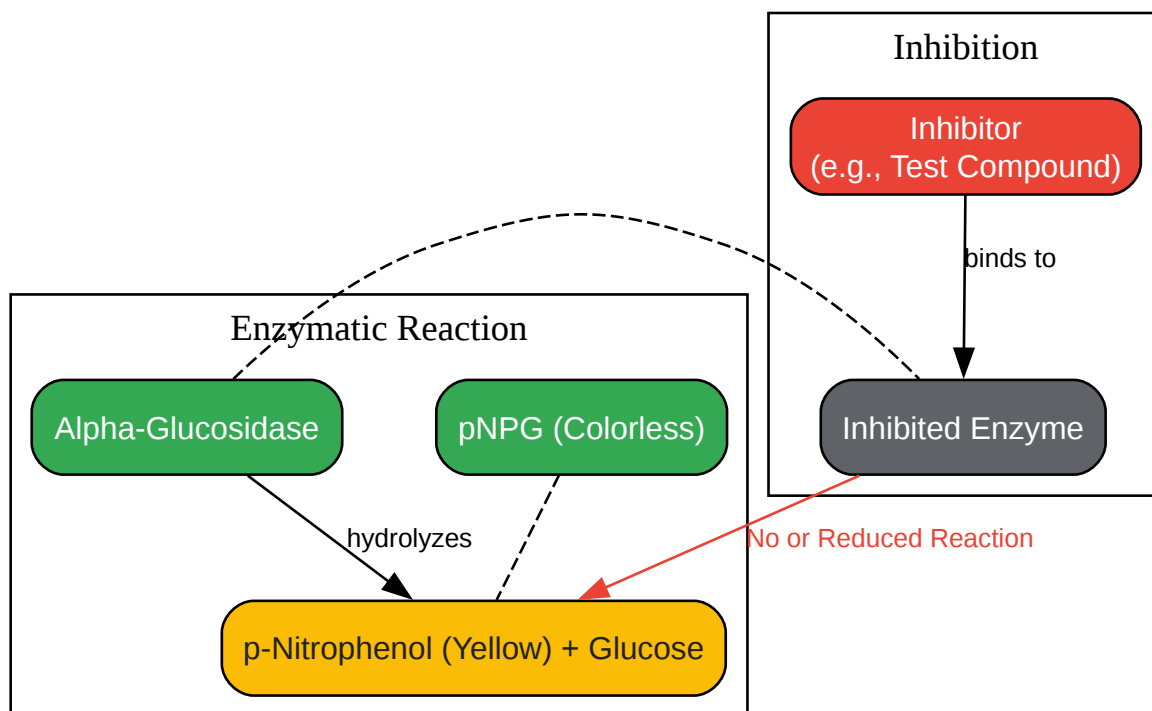 Inhibition
Inhibitor
(e.g., Test Compound)
binds to
Enzymatic Reaction
Alpha-Glucosidase
pNPG (Colorless)
Inhibited Enzyme
hydrolyzes
No or Reduced Reaction
p-Nitrophenol (Yellow) + Glucose